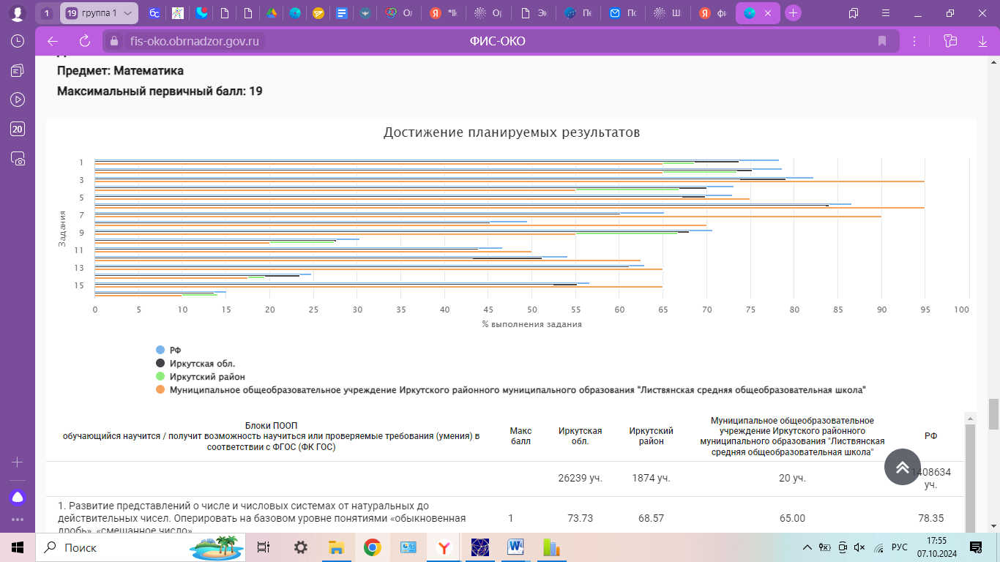 1
19 группа 1
Ол
*Ik
Ор
Эк
Пе
По
Ш
фи
fis-oko.obrnadzor.gov.ru
ФИС-ОКО
20
Предмет: Математика
Максимальный первичный балл: 19
Достижение планируемых результатов
Задания
1
3
5
7
9
11
13
15
0 5 10 15 20 25 30 35 40 45 50 55 60 65 70 75 80 85 90 95 100
% выполнения задания
РФ
Иркутская обл.
Иркутский район
Муниципальное общеобразовательное учреждение Иркутского районного муниципального образования "Листвянская средняя общеобразовательная школа"
Блоки ПООП
обучающийся научится / получит возможность научиться или проверяемые требования (умения) в
соответствии с ФГОС (ФК ГОС)
Макс
балл
Иркутская
обл.
Иркутский
район
Муниципальное общеобразовательное
учреждение Иркутского районного
муниципального образования "Листвянская
средняя общеобразовательная школа"
РФ
26239 уч. 1874 уч. 20 уч. 1408634
уч.
1. Развитие представлений о числе и числовых системах от натуральных до
действительных чисел. Оперировать на базовом уровне понятиями «обыкновенная
дробь», «смешанное число»
1 73.73 68.57 65.00 78.35
Поиск
РУС
17:55
07.10.2024